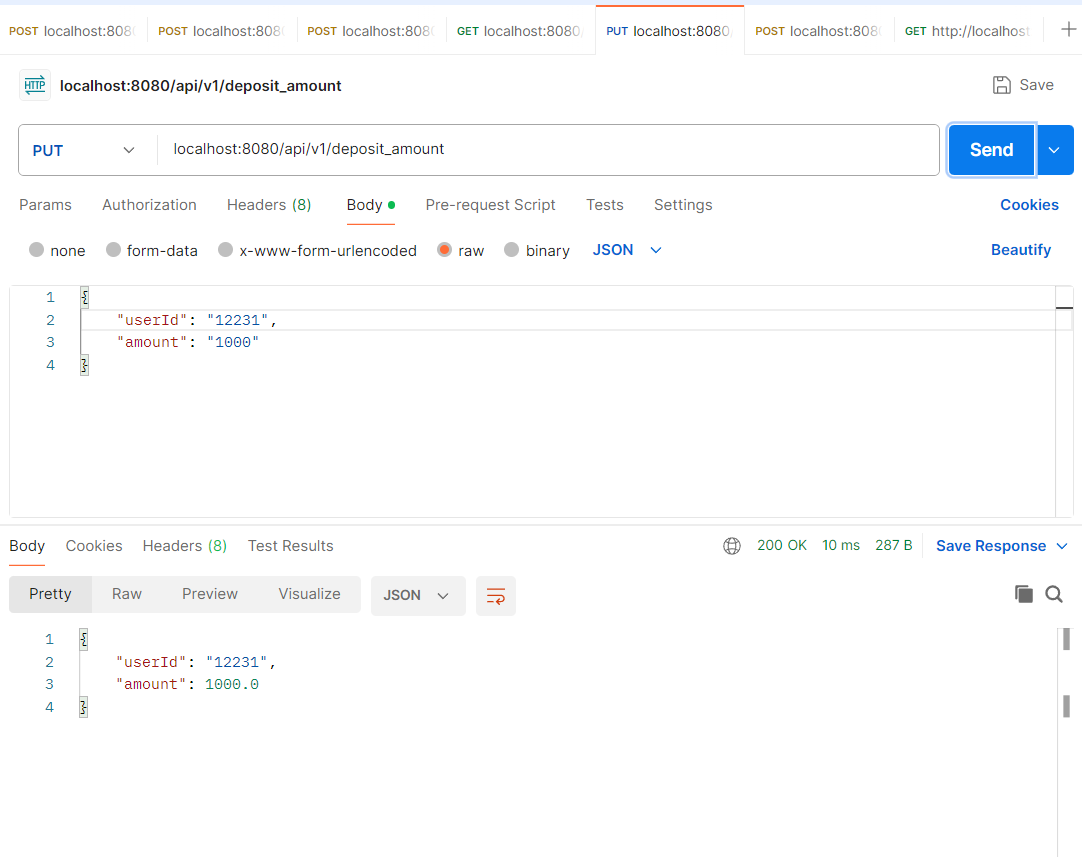 POST localhost:808 POST localhost:808 POST localhost:808 GET localhost:8080 PUT localhost:8080 POST localhost:808 GET http://localhost
HTTP localhost:8080/api/v1/deposit_amount Save
PUT localhost:8080/api/v1/deposit_amount Send
Params Authorization Headers (8) Body Pre-request Script Tests Settings Cookies
none form-data x-www-form-urlencoded raw binary JSON Beautify
1 {
2 "userId": "12231",
3 "amount": "1000"
4 }
Body Cookies Headers (8) Test Results 200 OK 10 ms 287 B Save Response
Pretty Raw Preview Visualize JSON
1 {
2 "userId": "12231",
3 "amount": 1000.0
4 }